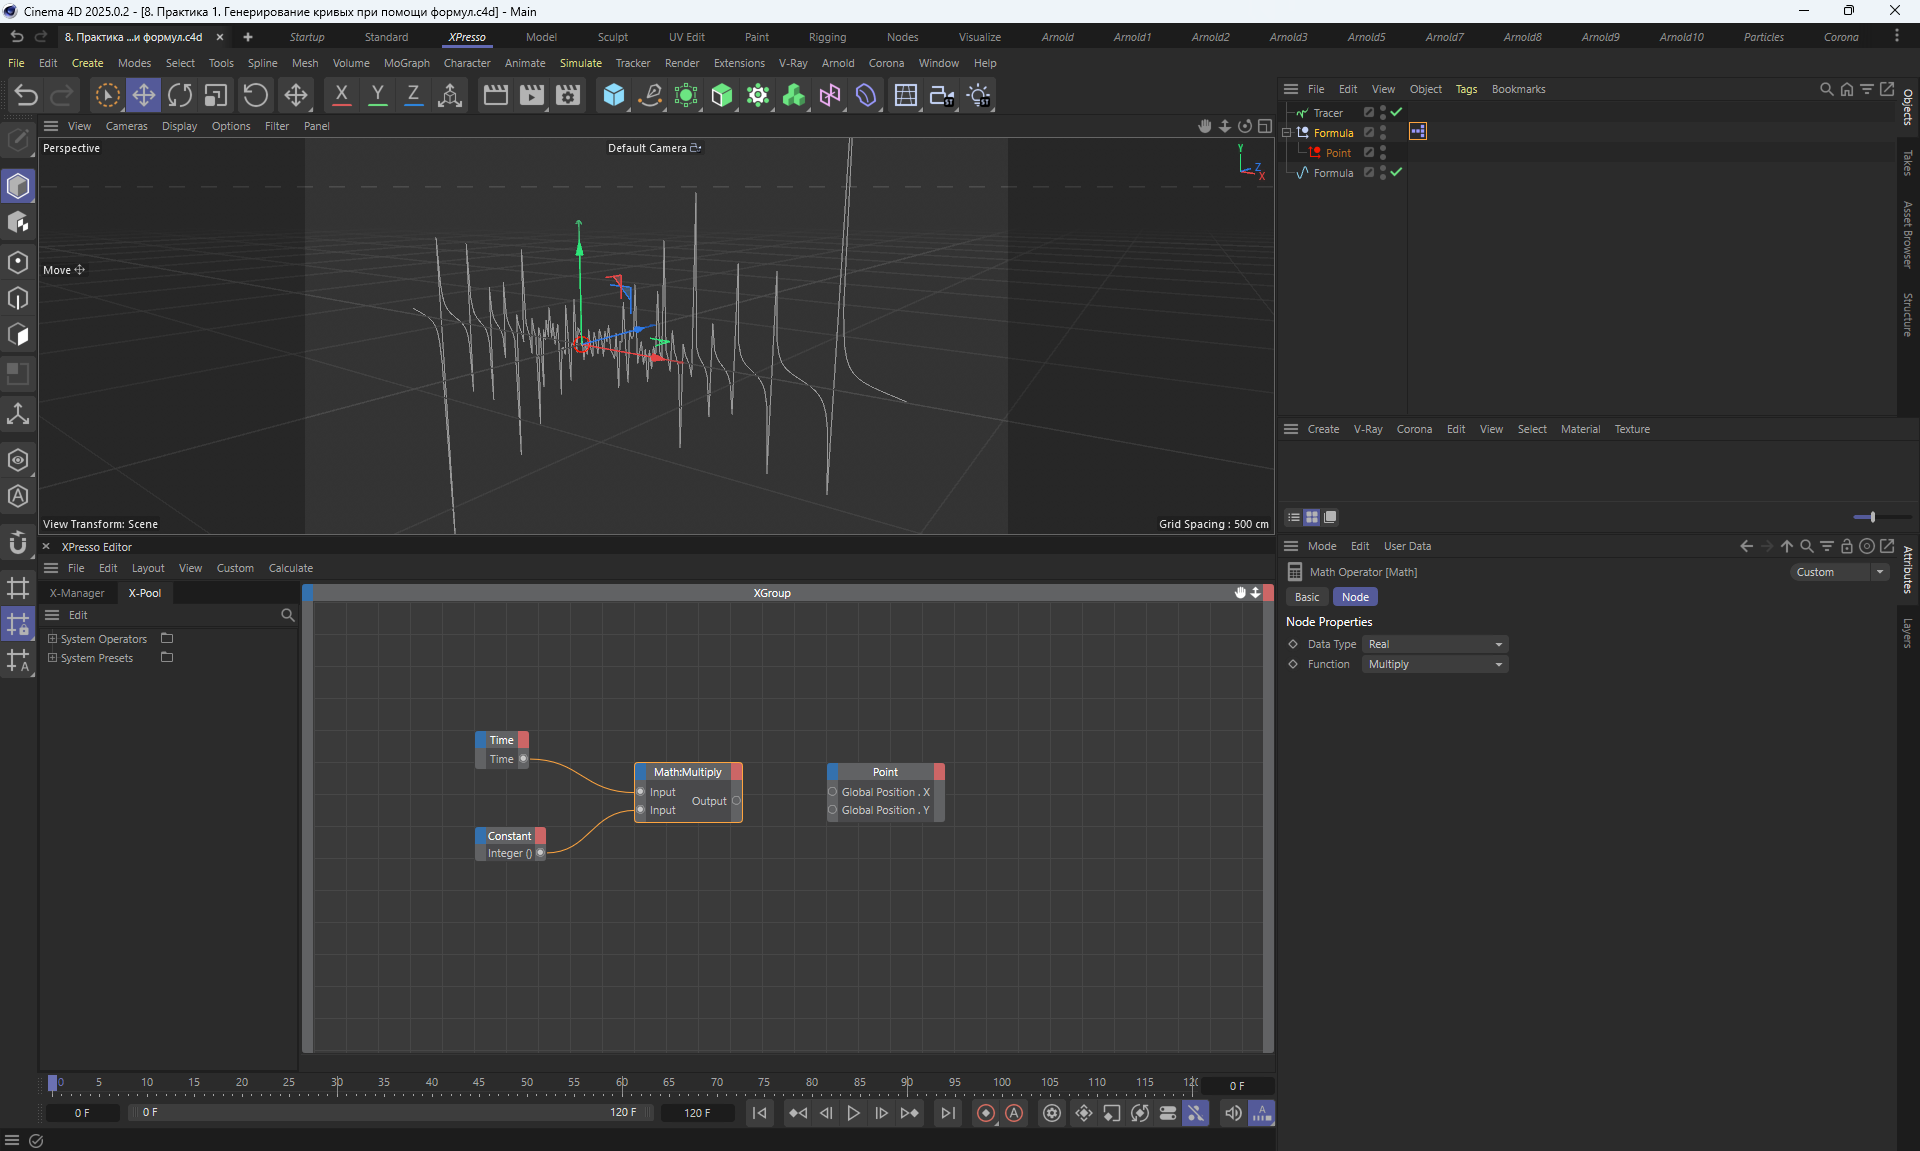 Cinema 4D 2025.0.2 - [8. Практика 1. Генерирование кривых при помощи формул.c4d] - Main
8. Практика ...и формул.c4d × + Startup Standard XPresso Model Sculpt UV Edit Paint Rigging Nodes Visualize Arnold Arnold1 Arnold2 Arnold3 Arnold5 Arnold7 Arnold8 Arnold9 Arnold10 Particles Corona
File Edit Create Modes Select Tools Spline Mesh Volume MoGraph Character Animate Simulate Tracker Render Extensions V-Ray Arnold Corona Window Help
X Y Z ST ST
File Edit View Object Tags Bookmarks
Objects
Takes
Asset Browser
Structure
Tracer
Formula
Point
Formula
View Cameras Display Options Filter Panel
Perspective
Default Camera
Y
Z
X
Move
View Transform: Scene
Grid Spacing : 500 cm
Create V-Ray Corona Edit View Select Material Texture
XPresso Editor
File Edit Layout View Custom Calculate
X-Manager X-Pool
Edit
System Operators
System Presets
XGroup
Time
Time
Constant
Integer ()
Math:Multiply
Input
Output
Input
Point
Global Position . X
Global Position . Y
Mode Edit User Data
Attributes
Layers
Math Operator [Math]
Custom
Basic Node
Node Properties
Data Type Real
Function Multiply
0 5 10 15 20 25 30 35 40 45 50 55 60 65 70 75 80 85 90 95 100 105 110 115 0 F
0 F 0 F 120 F 120 F
A
A
A
A